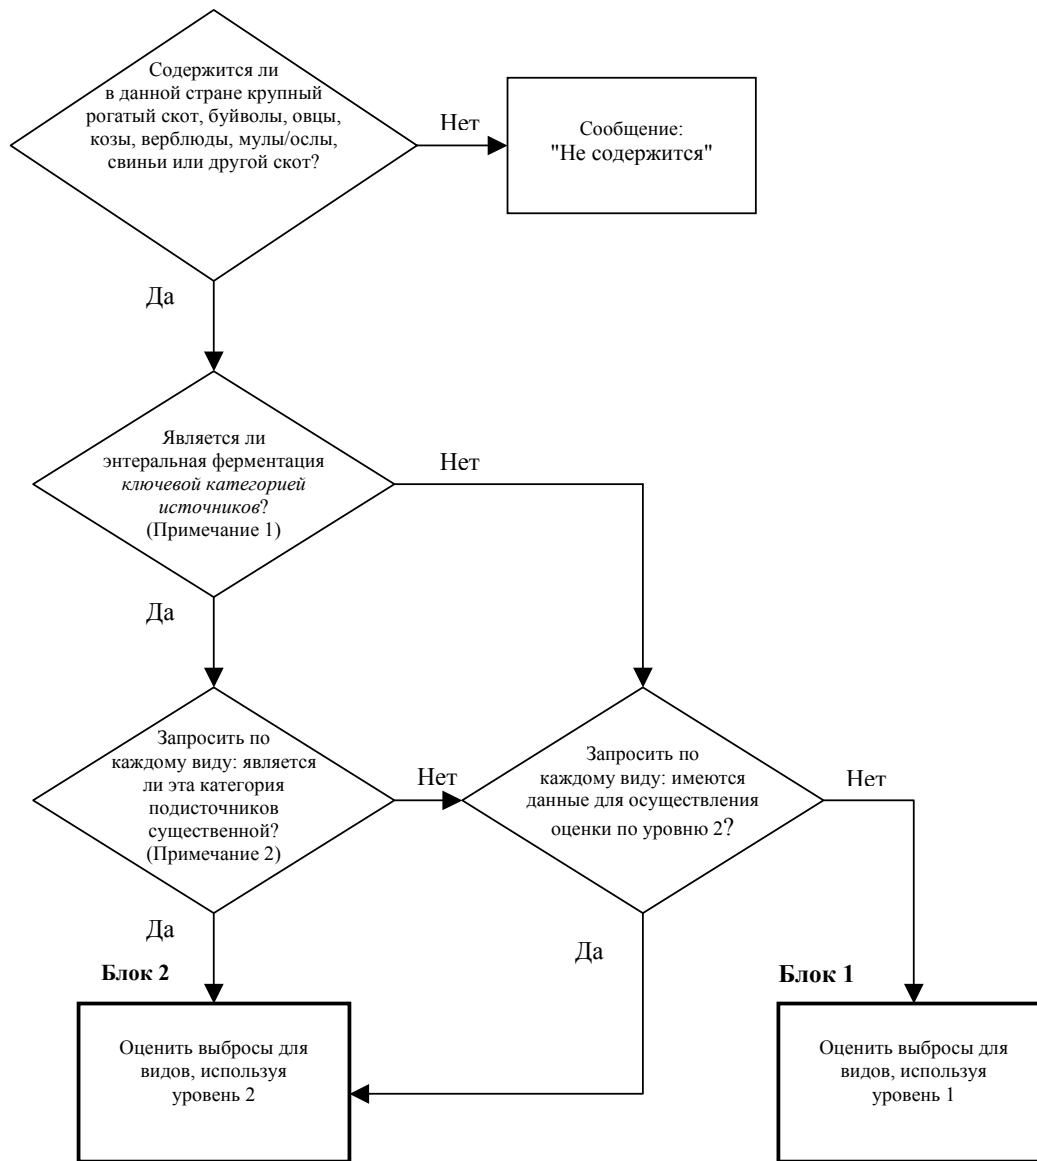 Содержится ли
в данной стране крупный
рогатый скот, буйволы, овцы,
козы, верблюды, мулы/ослы,
свиньи или другой скот?
Нет
Сообщение:
"Не содержится"
Да
Является ли
энтеральная ферментация
ключевой категорией
источников?
(Примечание 1)
Нет
Да
Запросить по
каждому виду: является
ли эта категория
подисточников
существенной?
(Примечание 2)
Нет
Запросить по
каждому виду: имеются
данные для осуществления
оценки по уровню 2?
Нет
Да
Да
Блок 2
Блок 1
Оценить выбросы для
видов, используя
уровень 2
Оценить выбросы для
видов, используя
уровень 1